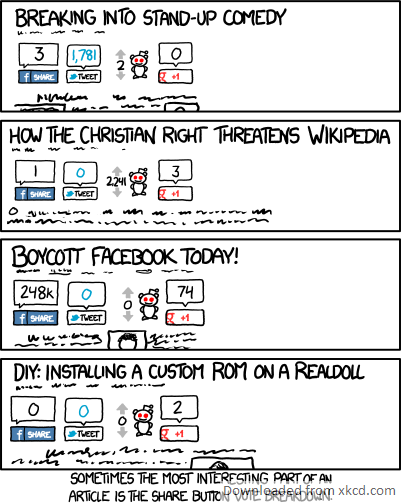 BREAKING INTO STAND-UP COMEDY
3 1,781 2 0
f SHARE TWEET +1
HOW THE CHRISTIAN RIGHT THREATENS WIKIPEDIA
1 0 2,241 3
f SHARE TWEET +1
BOYCOTT FACEBOOK TODAY!
248K 0 0 74
f SHARE TWEET +1
DIY: INSTALLING A CUSTOM ROM ON A REALDOLL
0 0 0 2
f SHARE TWEET +1
SOMETIMES THE MOST INTERESTING PART OF AN
ARTICLE IS THE SHARE BUTTON VOTE BREAKDOWN.
Downloaded from xkcd.com